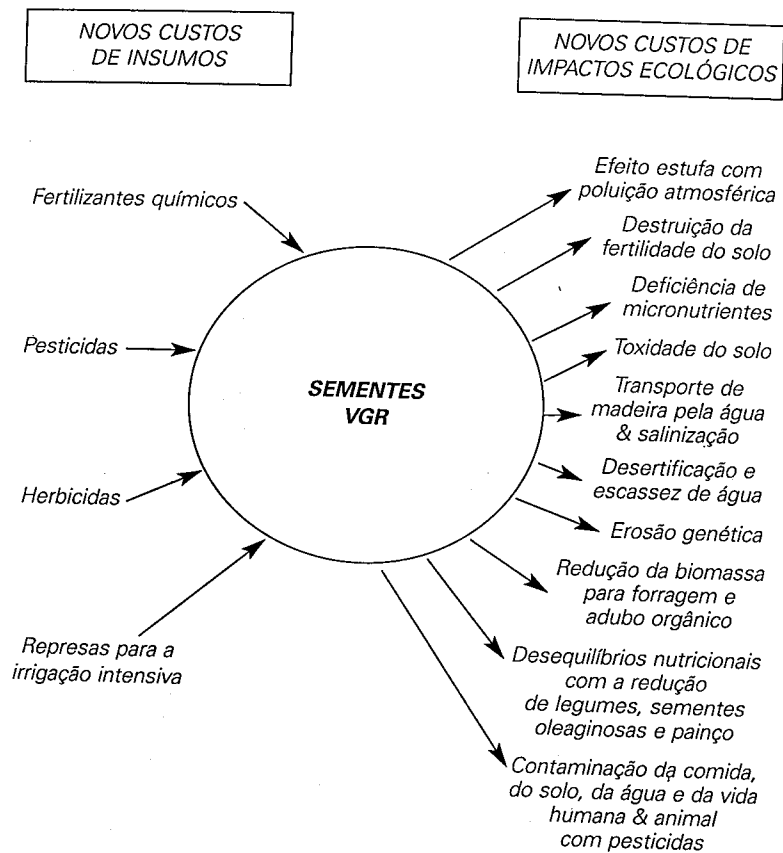 NOVOS CUSTOS
DE INSUMOS
NOVOS CUSTOS DE
IMPACTOS ECOLÓGICOS
Fertilizantes químicos
Pesticidas
Herbicidas
Represas para a
irrigação intensiva
SEMENTES
VGR
Efeito estufa com
poluição atmosférica
Destruição da
fertilidade do solo
Deficiência de
micronutrientes
Toxidade do solo
Transporte de
madeira pela água
& salinização
Desertificação e
escassez de água
Erosão genética
Redução da biomassa
para forragem e
adubo orgânico
Desequilíbrios nutricionais
com a redução
de legumes, sementes
oleaginosas e painço
Contaminação da comida,
do solo, da água e da vida
humana & animal
com pesticidas